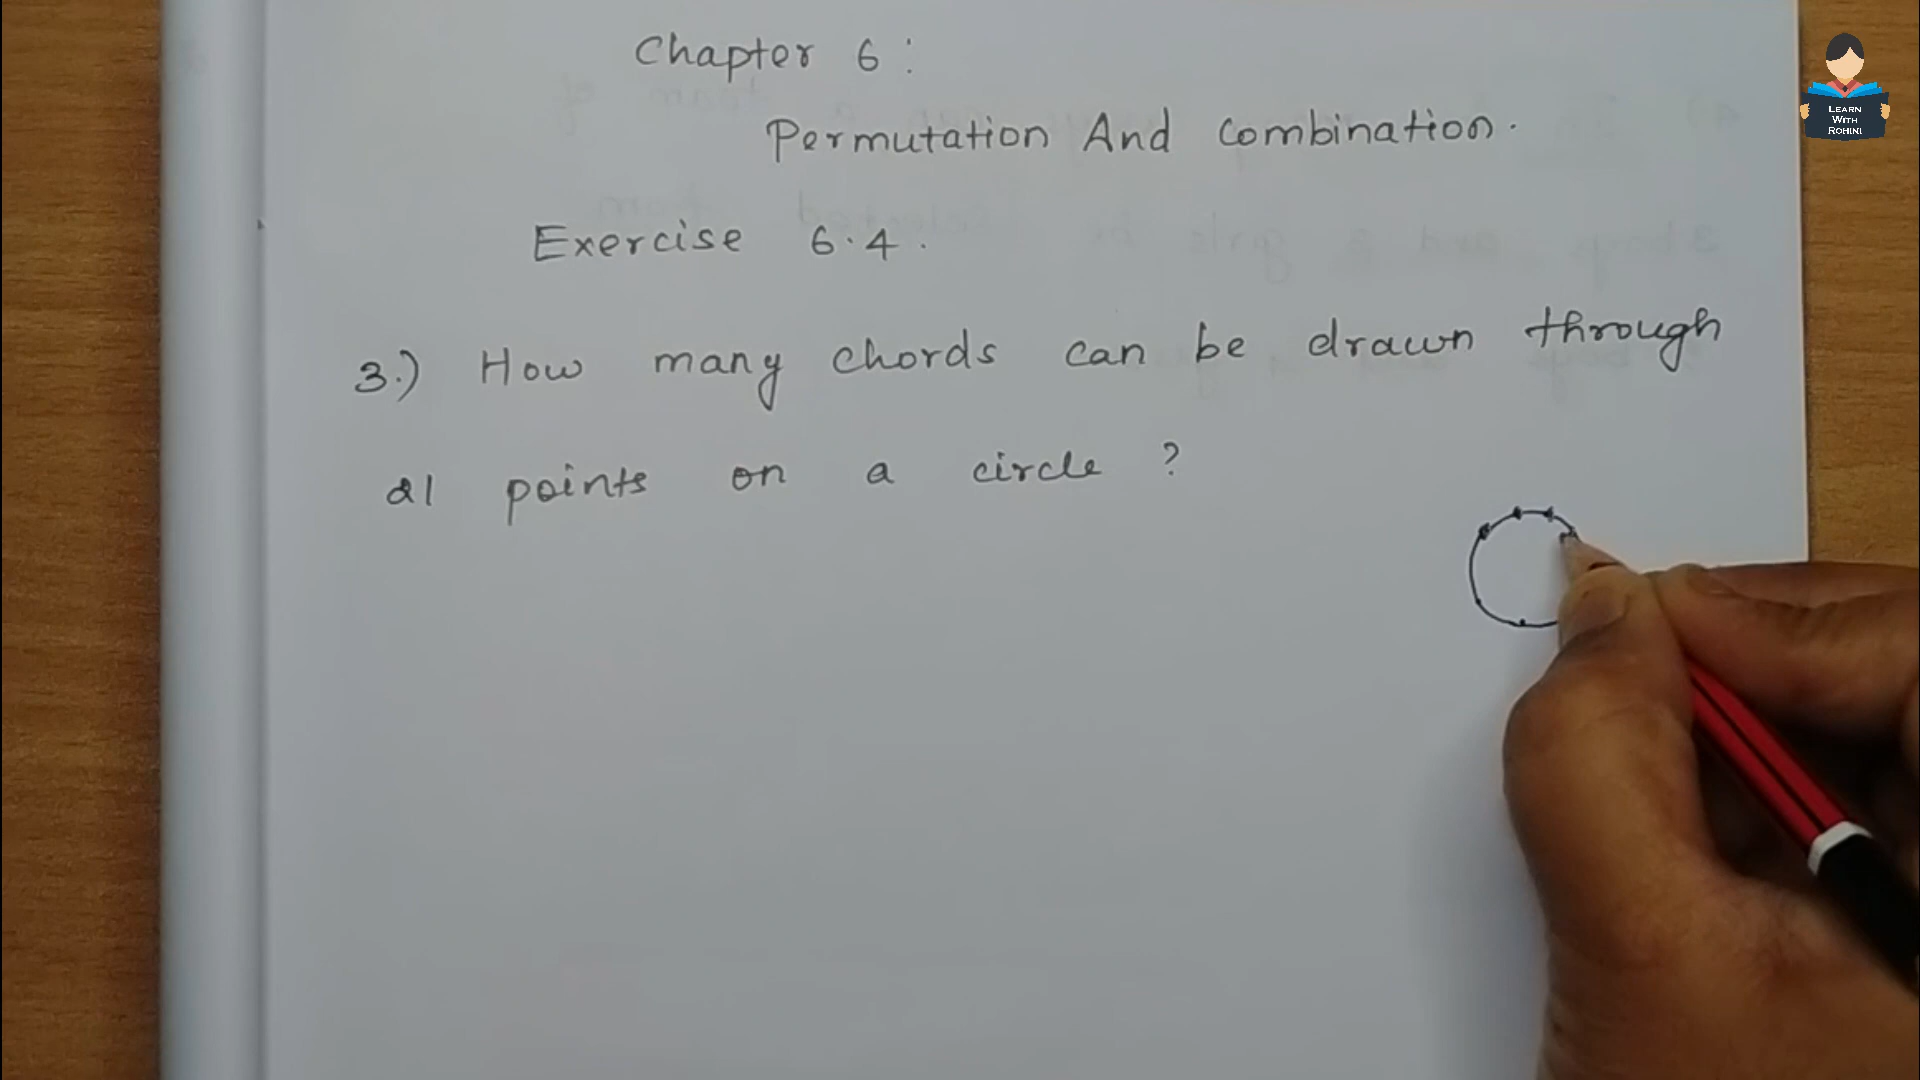 Chapter 6:
Permutation And Combination.
Exercise 6.4.
3.) How many chords can be drawn through
21 points on a circle ?
LEARN
WITH
ROHINI